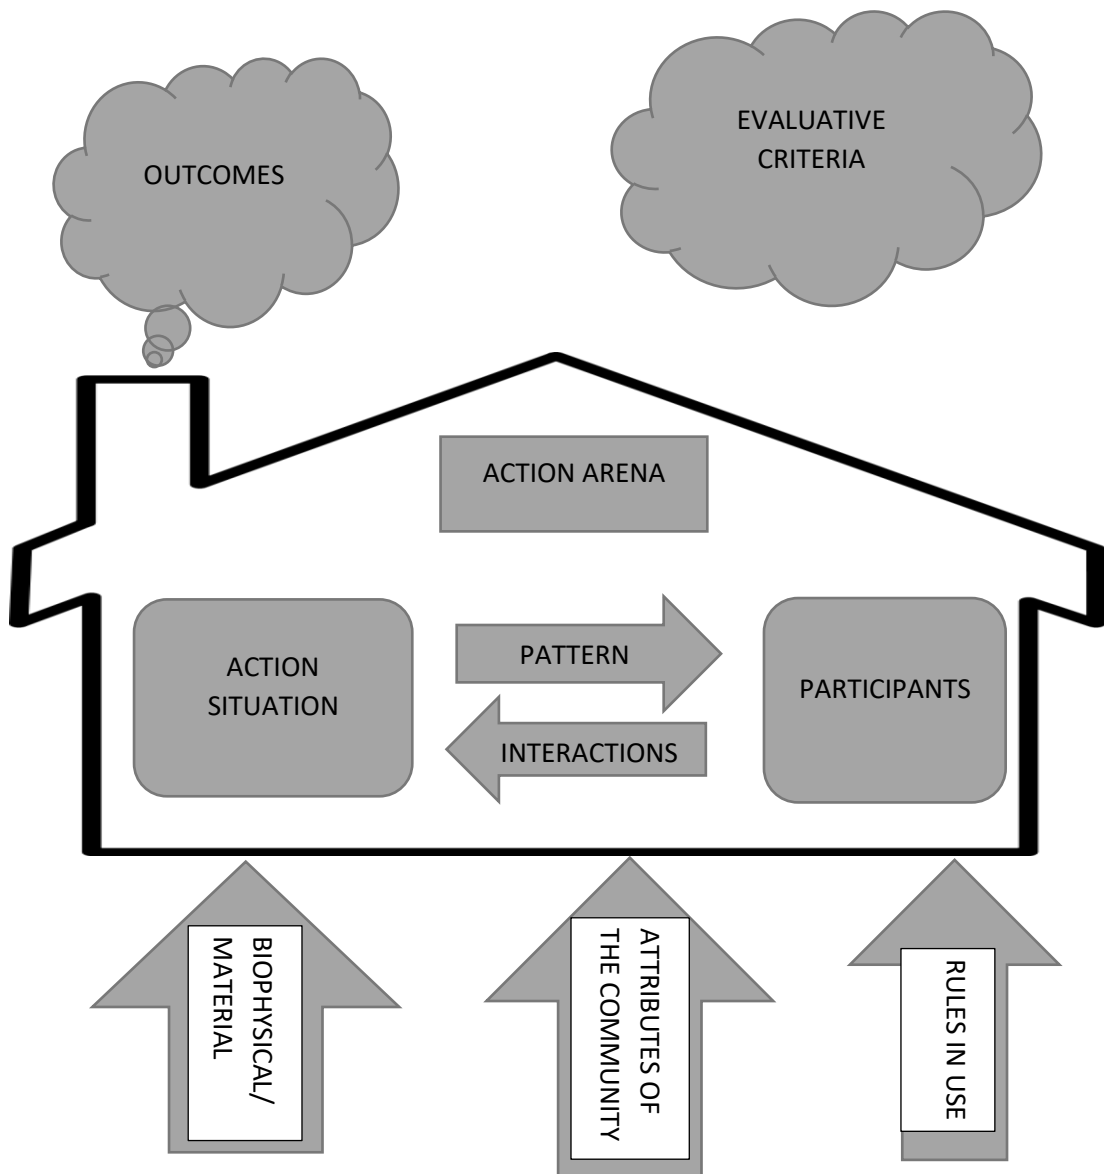 OUTCOMES
EVALUATIVE
CRITERIA
ACTION ARENA
ACTION
SITUATION
PATTERN
INTERACTIONS
PARTICIPANTS
BIOPHYSICAL/
MATERIAL
ATTRIBUTES OF
THE COMMUNITY
RULES IN USE